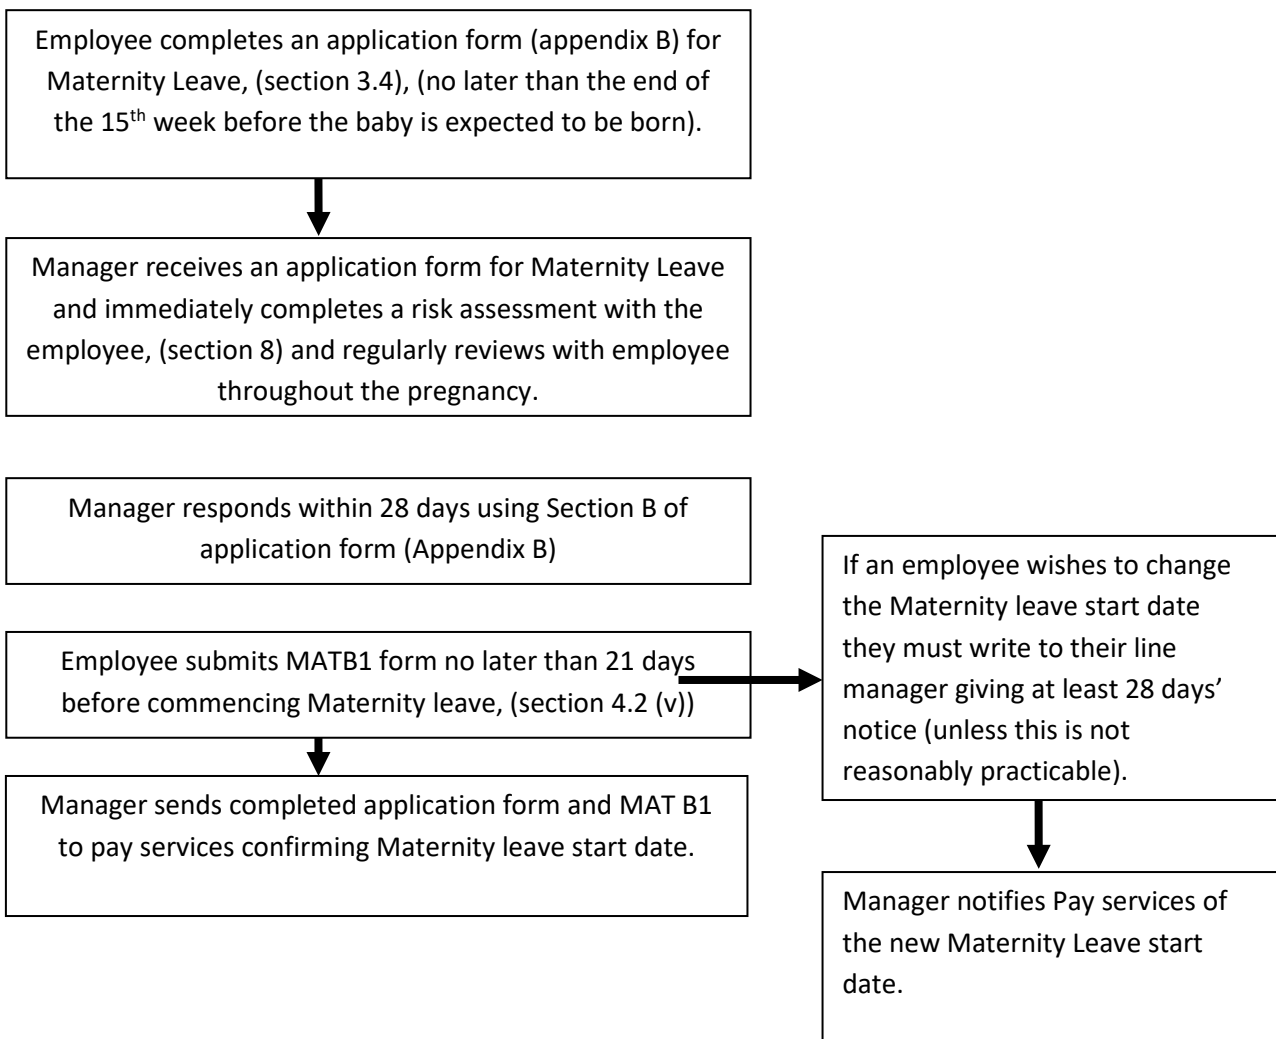 Employee completes an application form (appendix B) for
Maternity Leave, (section 3.4), (no later than the end of
the 15th week before the baby is expected to be born).
Manager receives an application form for Maternity Leave
and immediately completes a risk assessment with the
employee, (section 8) and regularly reviews with employee
throughout the pregnancy.
Manager responds within 28 days using Section B of
application form (Appendix B)
Employee submits MATB1 form no later than 21 days
before commencing Maternity leave, (section 4.2 (v))
Manager sends completed application form and MAT B1
to pay services confirming Maternity leave start date.
If an employee wishes to change
the Maternity leave start date
they must write to their line
manager giving at least 28 days’
notice (unless this is not
reasonably practicable).
Manager notifies Pay services of
the new Maternity Leave start
date.